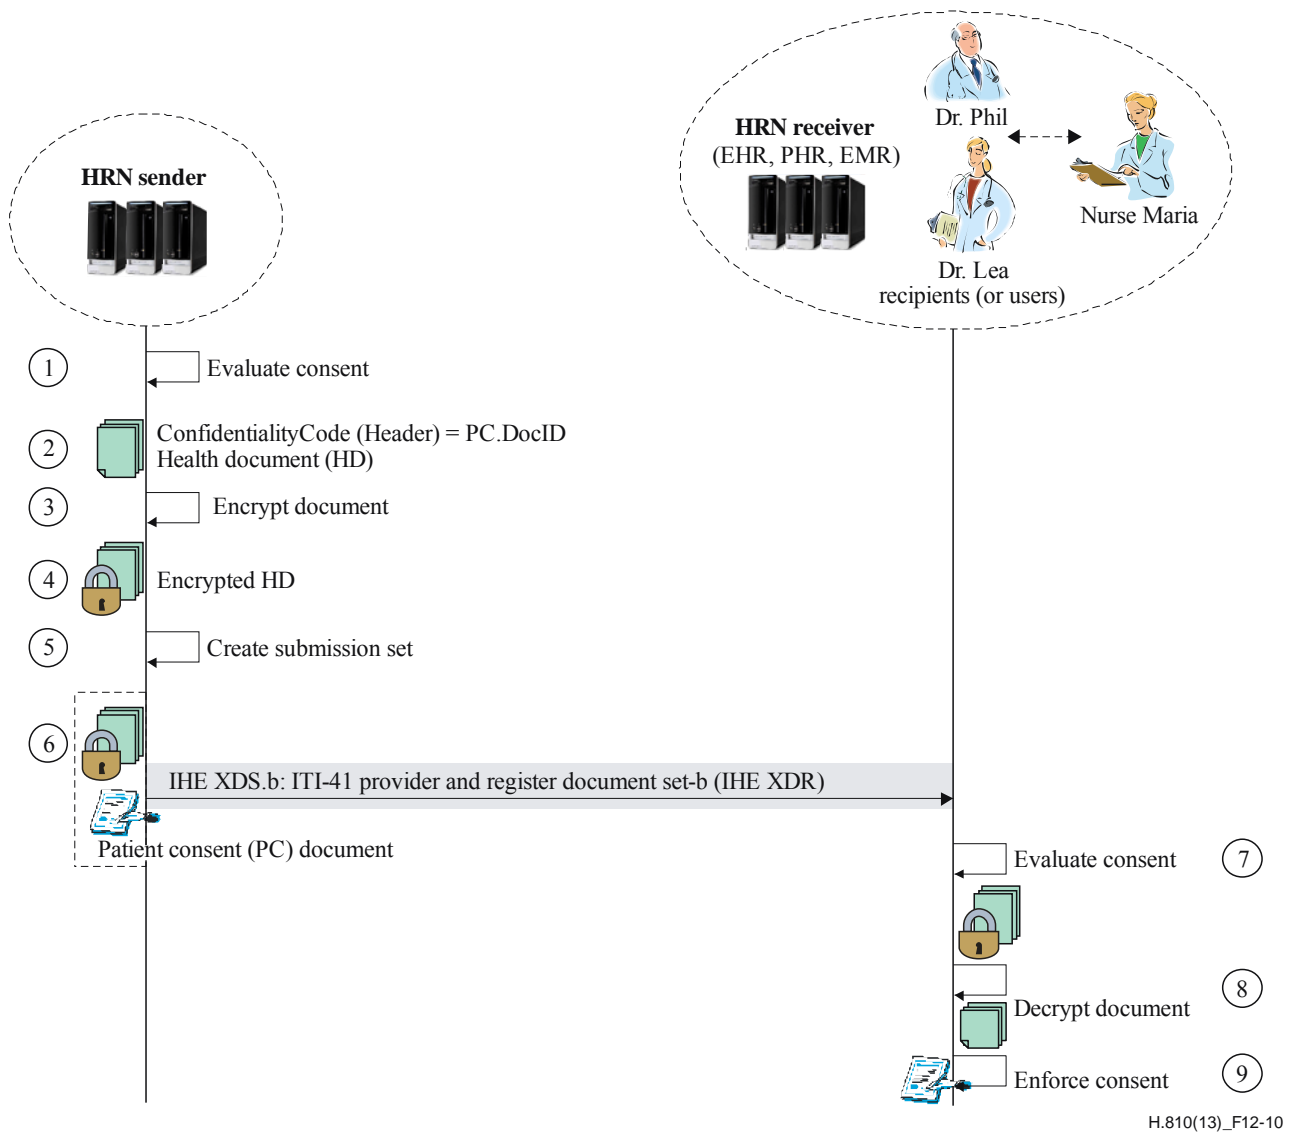 HRN sender
HRN receiver
(EHR, PHR, EMR)
Dr. Phil
Nurse Maria
Dr. Lea
recipients (or users)
1
Evaluate consent
2
ConfidentialityCode (Header) = PC.DocID
Health document (HD)
3
Encrypt document
4
Encrypted HD
5
Create submission set
6
IHE XDS.b: ITI-41 provider and register document set-b (IHE XDR)
Patient consent (PC) document
Evaluate consent
7
Decrypt document
8
Enforce consent
9
H.810(13)_F12-10